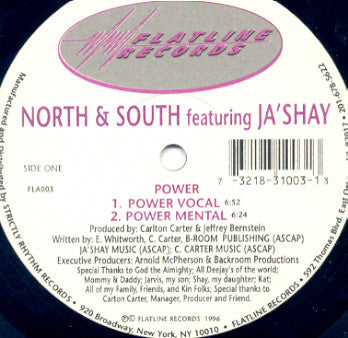 FLATLINE
RECORDS
NORTH & SOUTH featuring JA'SHAY
SIDE ONE
FLA003
7 -3218-31003-1 3
POWER
1. POWER VOCAL 6:52
2. POWER MENTAL 6:24
Produced by: Carlton Carter & Jeffrey Bernstein
Written by: E. Whitworth, C. Carter, B-ROOM PUBLISHING (ASCAP)
JA'SHAY MUSIC (ASCAP); C. CARTER MUSIC (ASCAP)
Executive Producers: Arnold McPherson & Backroom Productions
Special Thanks to God the Almighty; All Deejay's of the world;
Mommy & Daddy; Jarvis, my son; Shay, my daughter; Kat;
All of my Family, Friends, and Kin Folks; Special thanks to
Carlton Carter, Manager, Producer and Friend.
© FLATLINE RECORDS 1996
Manufactured and Distributed by STRICTLY RHYTHM RECORDS • 920 Broadway, New York, NY 10010 • FLATLINE RECORDS • 592 Thomas Blvd. East 017 • 201-678-5622